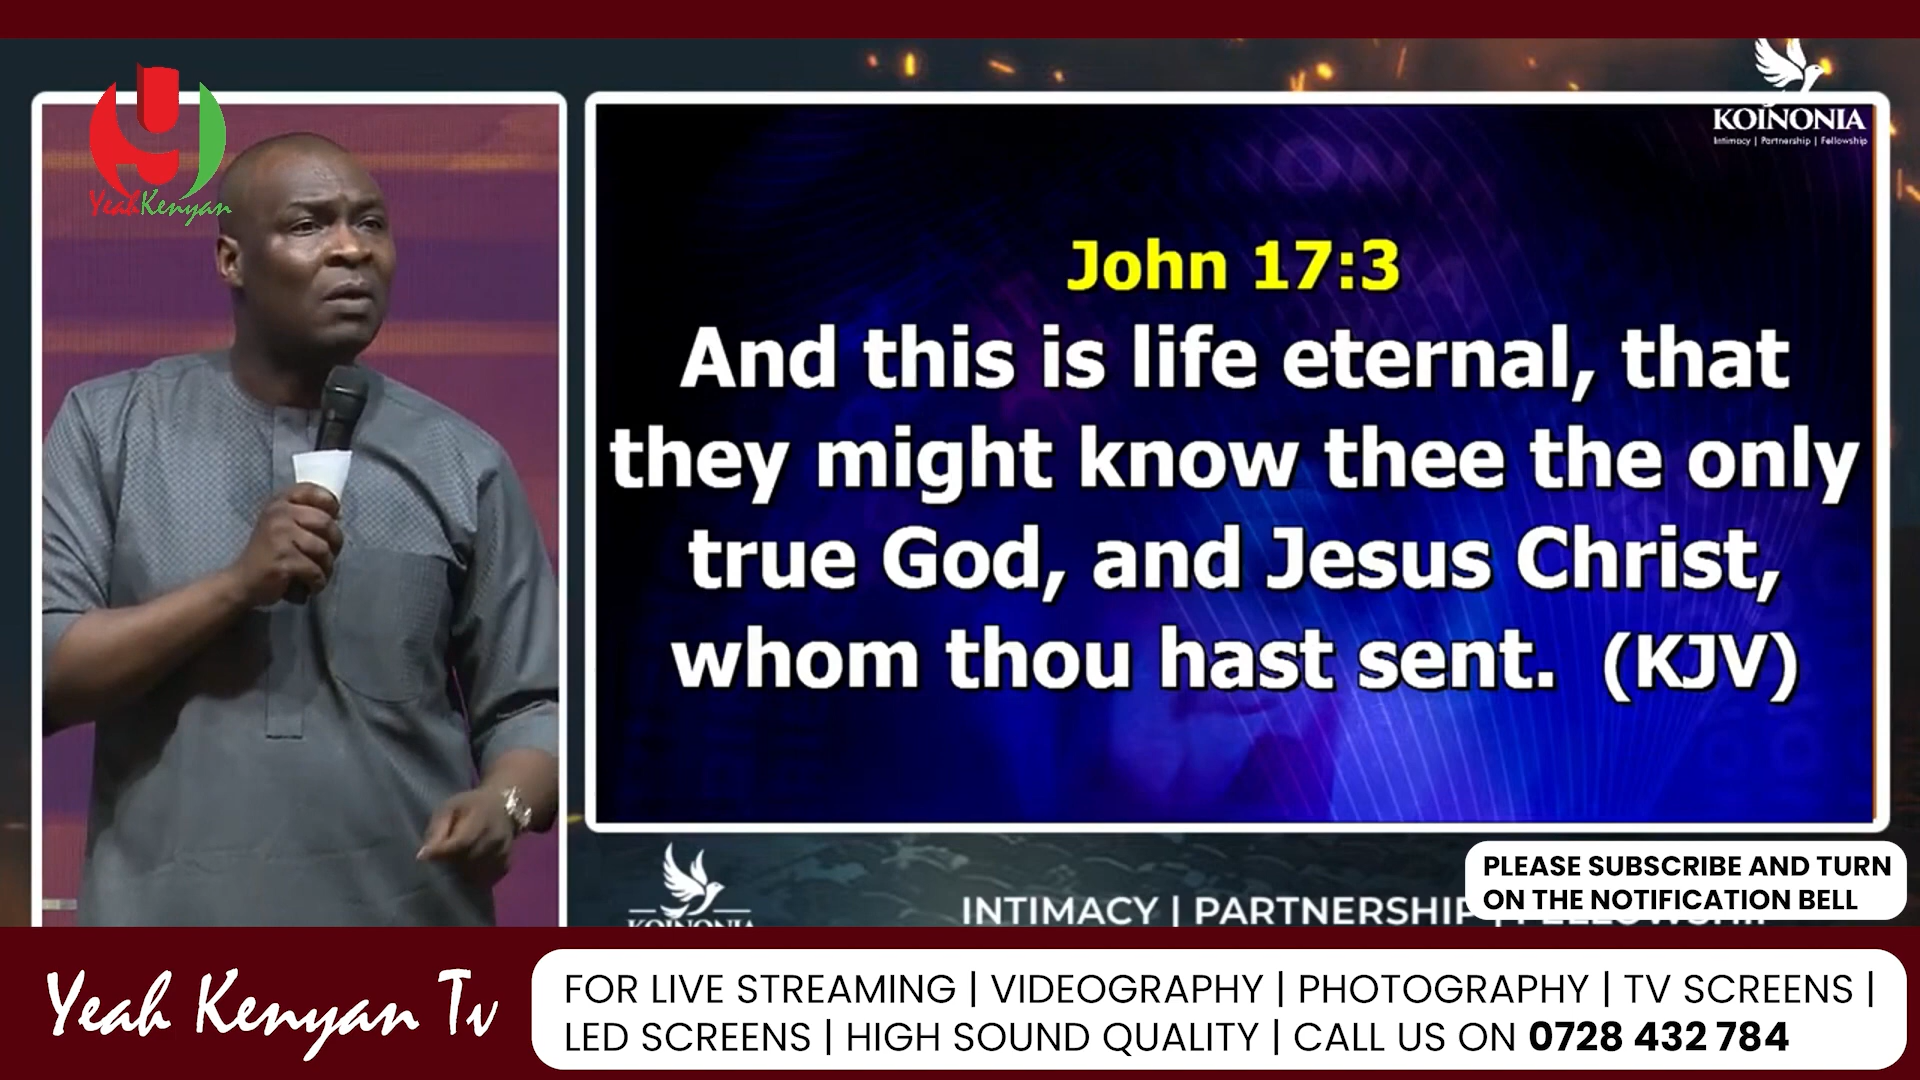 YeahKenyan
KOINONIA
Intimacy | Partnership | Fellowship
John 17:3
And this is life eternal, that
they might know thee the only
true God, and Jesus Christ,
whom thou hast sent. (KJV)
KOINONIA
INTIMACY | PARTNERSHIP | FELLOWSHIP
PLEASE SUBSCRIBE AND TURN
ON THE NOTIFICATION BELL
Yeah Kenyan Tv
FOR LIVE STREAMING | VIDEOGRAPHY | PHOTOGRAPHY | TV SCREENS |
LED SCREENS | HIGH SOUND QUALITY | CALL US ON 0728 432 784